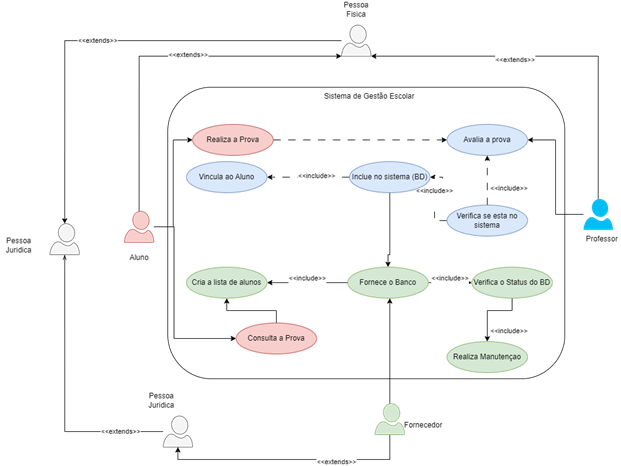 Pessoa
Fisica
<<extends>>
<<extends>>
<<extends>>
Sistema de Gestão Escolar
Realiza a Prova
Avalia a prova
Vincula ao Aluno
<<include>
Inclue no sistema (BD)
<<include>
<<include>
Verifica se esta no
sistema
Pessoa
Juridica
Aluno
Professor
Cria a lista de alunos
<<include>
Fornece o Banco
<<include>
Verifica o Status do BD
<<include>
Consulta a Prova
Realiza Manutençao
Pessoa
Juridica
Fornecedor
<<extends>>
<<extends>>